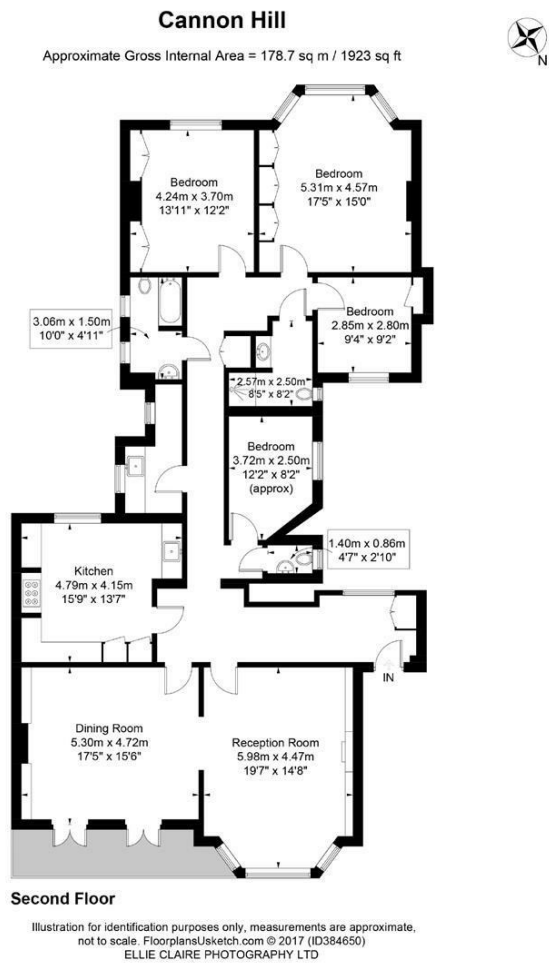 Cannon Hill
Approximate Gross Internal Area = 178.7 sq m / 1923 sq ft
N
Bedroom
4.24m x 3.70m
13'11" x 12'2"
Bedroom
5.31m x 4.57m
17'5" x 15'0"
3.06m x 1.50m
10'0" x 4'11"
Bedroom
2.85m x 2.80m
9'4" x 9'2"
2.57m x 2.50m
8'5" x 8'2"
Bedroom
3.72m x 2.50m
12'2" x 8'2"
(approx)
1.40m x 0.86m
4'7" x 2'10"
Kitchen
4.79m x 4.15m
15'9" x 13'7"
IN
Dining Room
5.30m x 4.72m
17'5" x 15'6"
Reception Room
5.98m x 4.47m
19'7" x 14'8"
Second Floor
Illustration for identification purposes only, measurements are approximate,
not to scale. FloorplansUsketch.com © 2017 (ID384650)
ELLIE CLAIRE PHOTOGRAPHY LTD